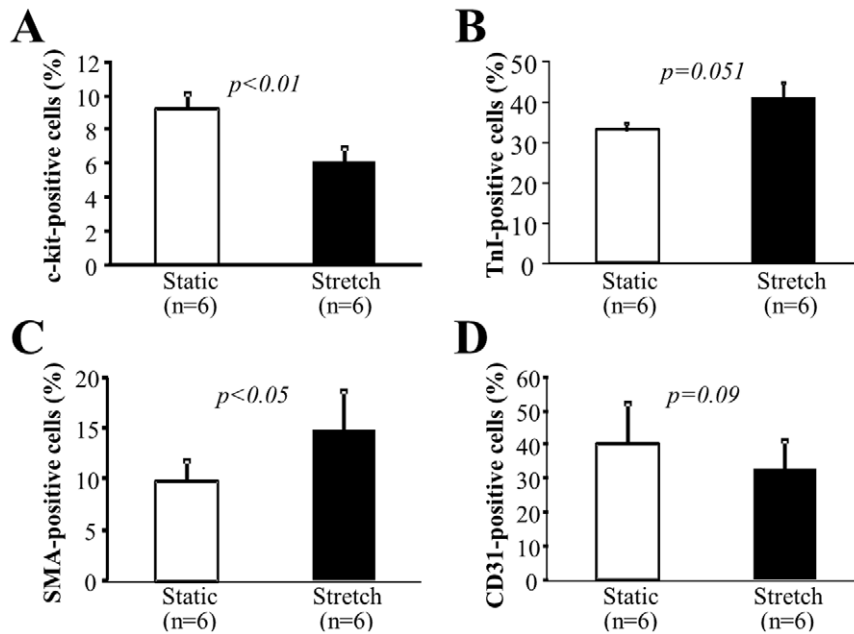 A
c-kit-positive cells (%)
12
10
8
6
4
2
0
p<0.01
Static
(n=6)
Stretch
(n=6)
B
TnI-positive cells (%)
50
40
30
20
10
0
p=0.051
Static
(n=6)
Stretch
(n=6)
C
SMA-positive cells (%)
20
15
10
5
0
p<0.05
Static
(n=6)
Stretch
(n=6)
D
CD31-positive cells (%)
60
50
40
30
20
10
0
p=0.09
Static
(n=6)
Stretch
(n=6)